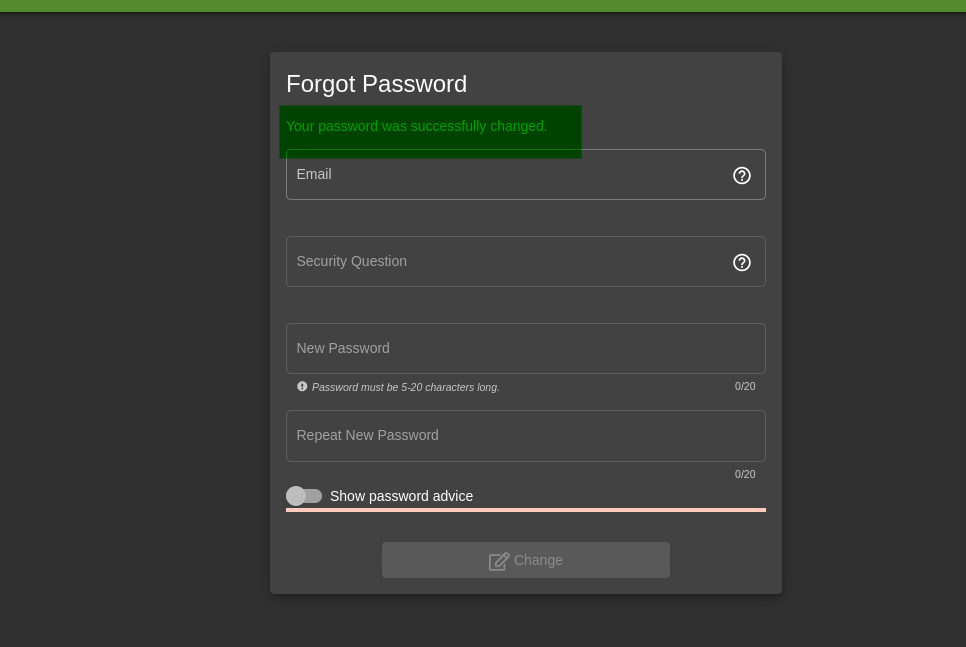 Forgot Password
Your password was successfully changed.
Email
Security Question
New Password
Password must be 5-20 characters long. 0/20
Repeat New Password
0/20
Show password advice
Change